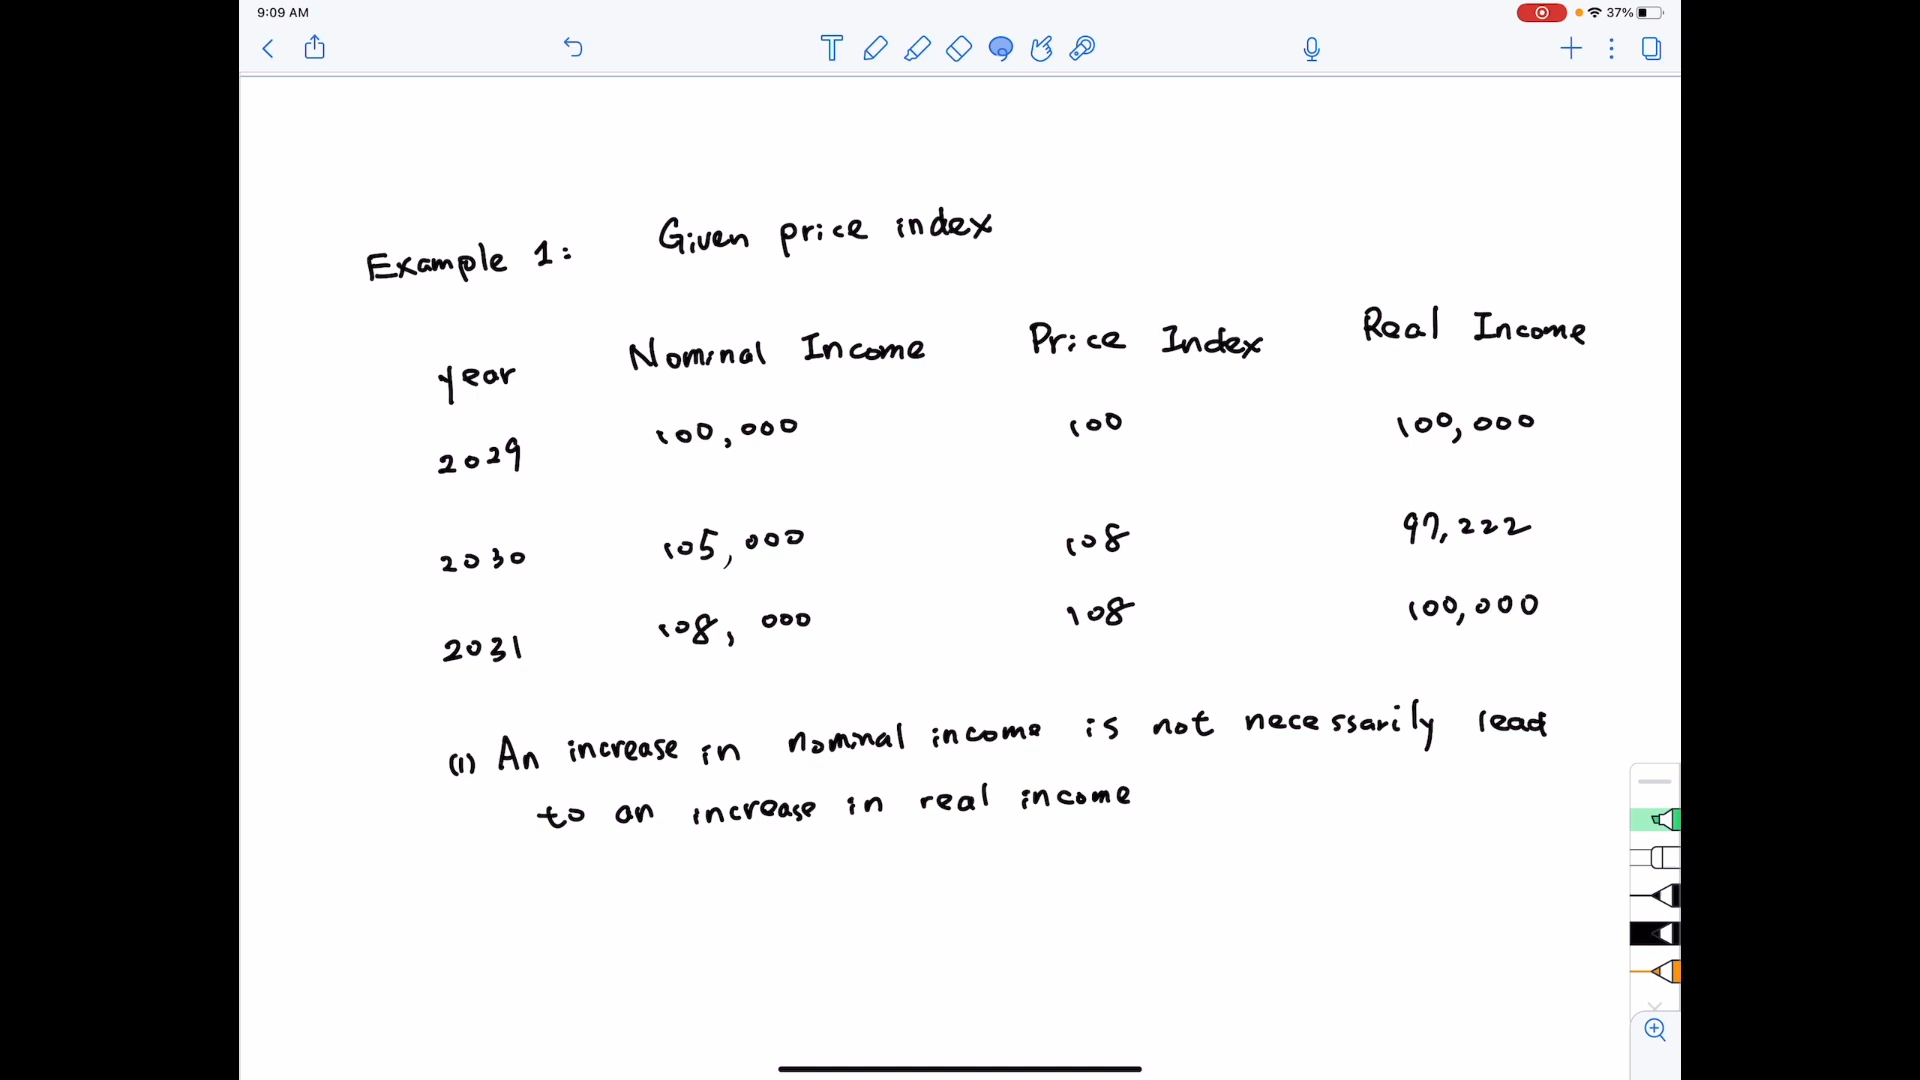 9:09 AM
37%
T
Example 1: Given price index
year Nominal Income Price Index Real Income
2029 100,000 100 100,000
2030 105,000 108 97,222
2031 108,000 108 100,000
(1) An increase in nominal income is not necessarily lead
to an increase in real income